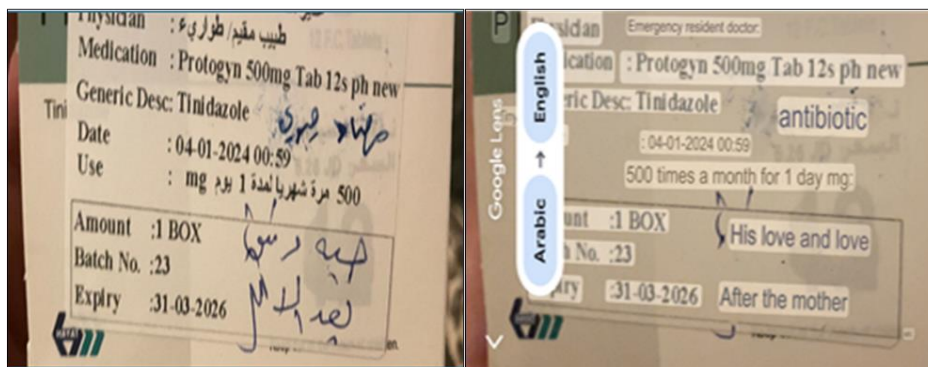 Physician : طبيب مقيم/ طواريء
Medication : Protogyn 500mg Tab 12s ph new
Generic Desc: Tinidazole
Tini
مضاد حيوي
Date : 04-01-2024 00:59
Use : mg 500 مرة شهريا لمدة 1 يوم
Amount :1 BOX
Batch No. :23
Expiry :31-03-2026
P
Google Lens
Arabic → English
Emergency resident doctor:
: Protogyn 500mg Tab 12s ph new
Desc: Tinidazole
antibiotic
: 04-01-2024 00:59
500 times a month for 1 day mg:
:1 BOX
No. :23
His love and love
:31-03-2026
After the mother